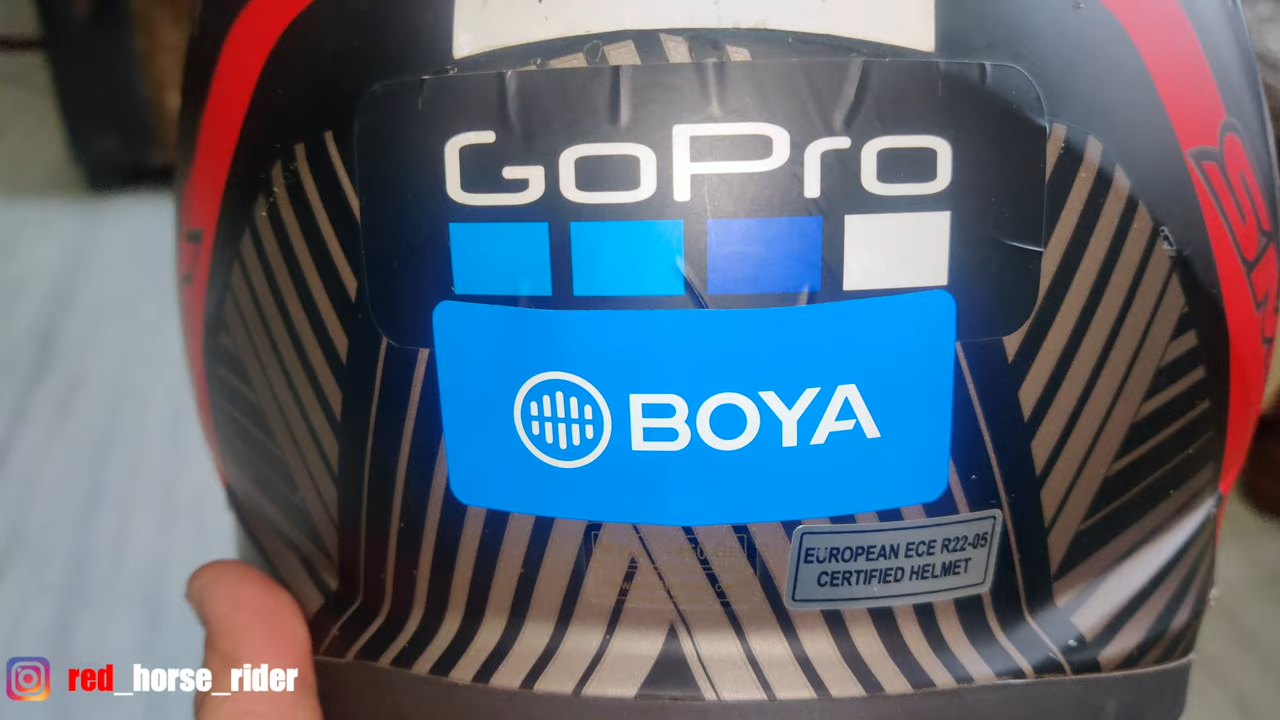 GoPro
BOYA
EUROPEAN ECE R22-05
CERTIFIED HELMET
red_horse_rider